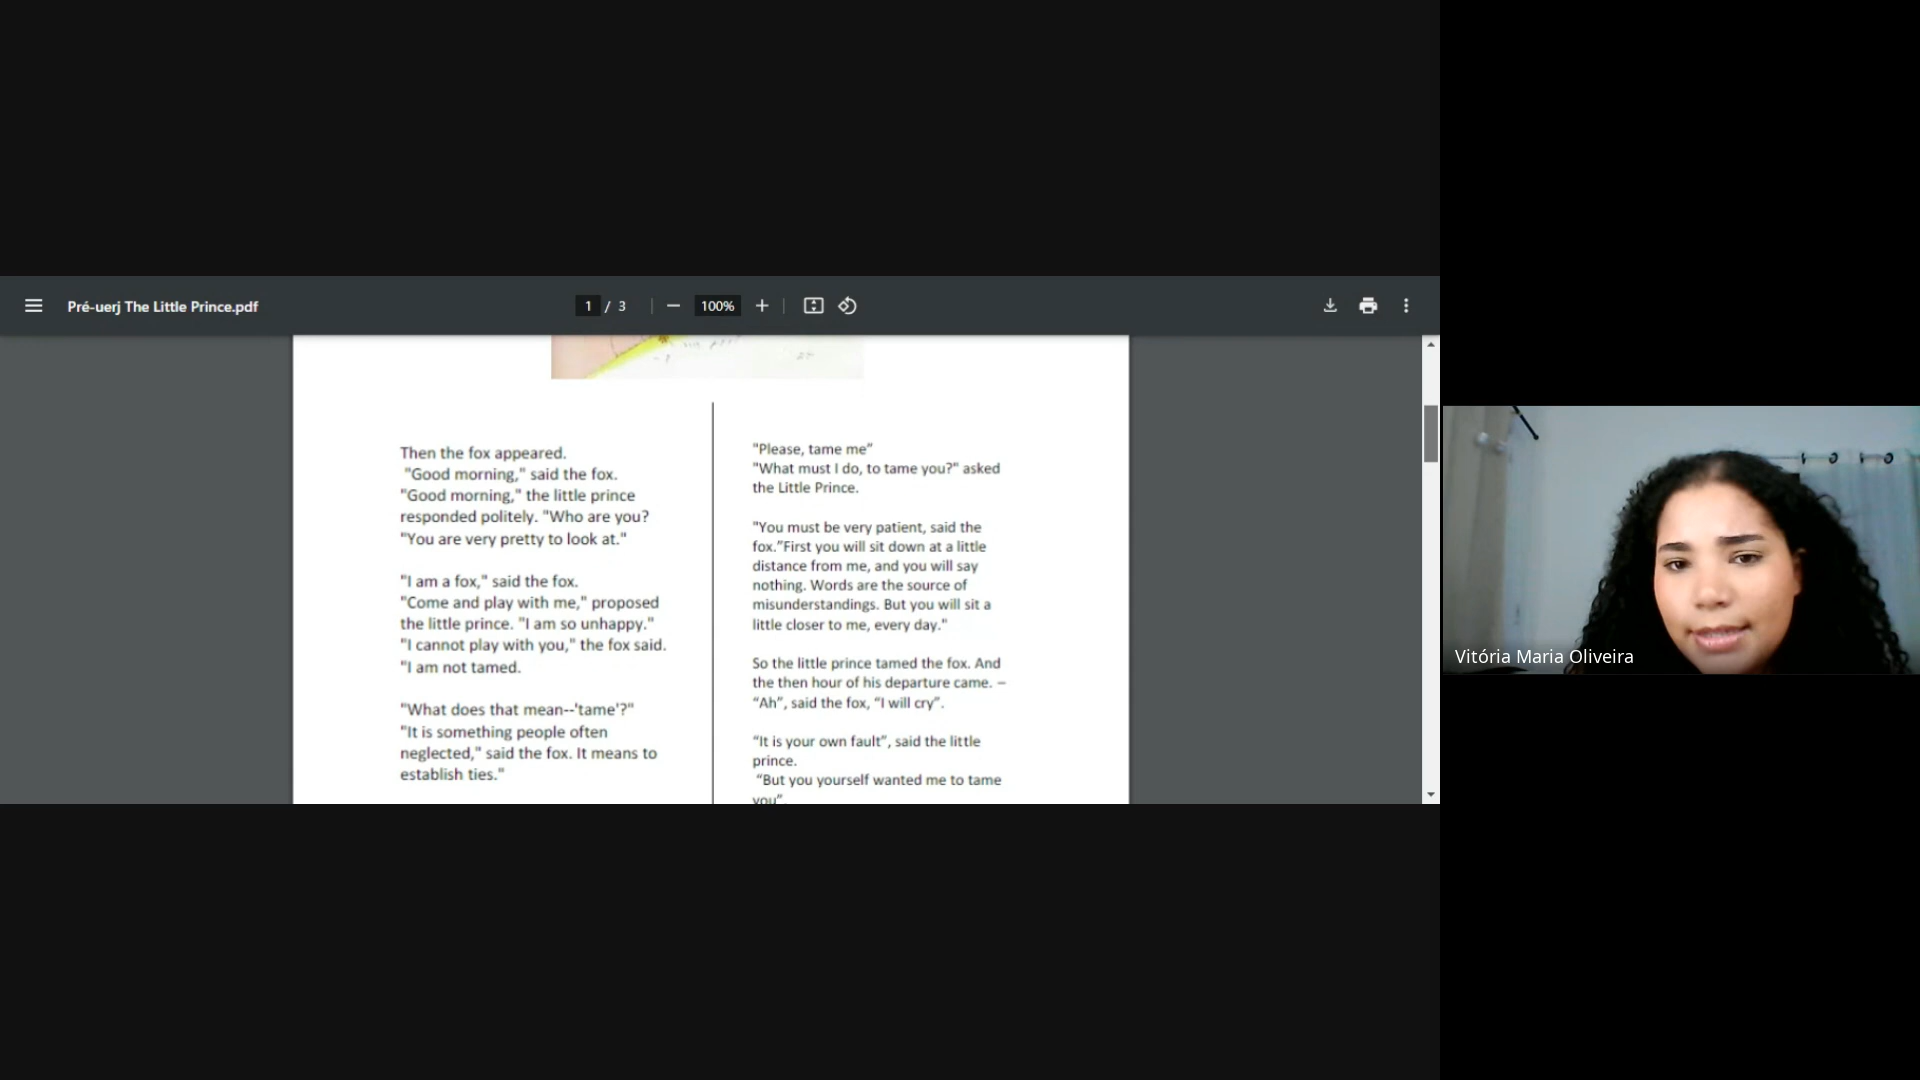 Pré-uerj The Little Prince.pdf
1 / 3
100%
Then the fox appeared.
"Good morning," said the fox.
"Good morning," the little prince
responded politely. "Who are you?
"You are very pretty to look at."
"I am a fox," said the fox.
"Come and play with me," proposed
the little prince. "I am so unhappy."
"I cannot play with you," the fox said.
"I am not tamed.
"What does that mean--'tame'?"
"It is something people often
neglected," said the fox. It means to
establish ties."
"Please, tame me"
"What must I do, to tame you?" asked
the Little Prince.
"You must be very patient, said the
fox."First you will sit down at a little
distance from me, and you will say
nothing. Words are the source of
misunderstandings. But you will sit a
little closer to me, every day."
So the little prince tamed the fox. And
the then hour of his departure came. –
“Ah”, said the fox, “I will cry”.
“It is your own fault”, said the little
prince.
“But you yourself wanted me to tame
you”.
Vitória Maria Oliveira